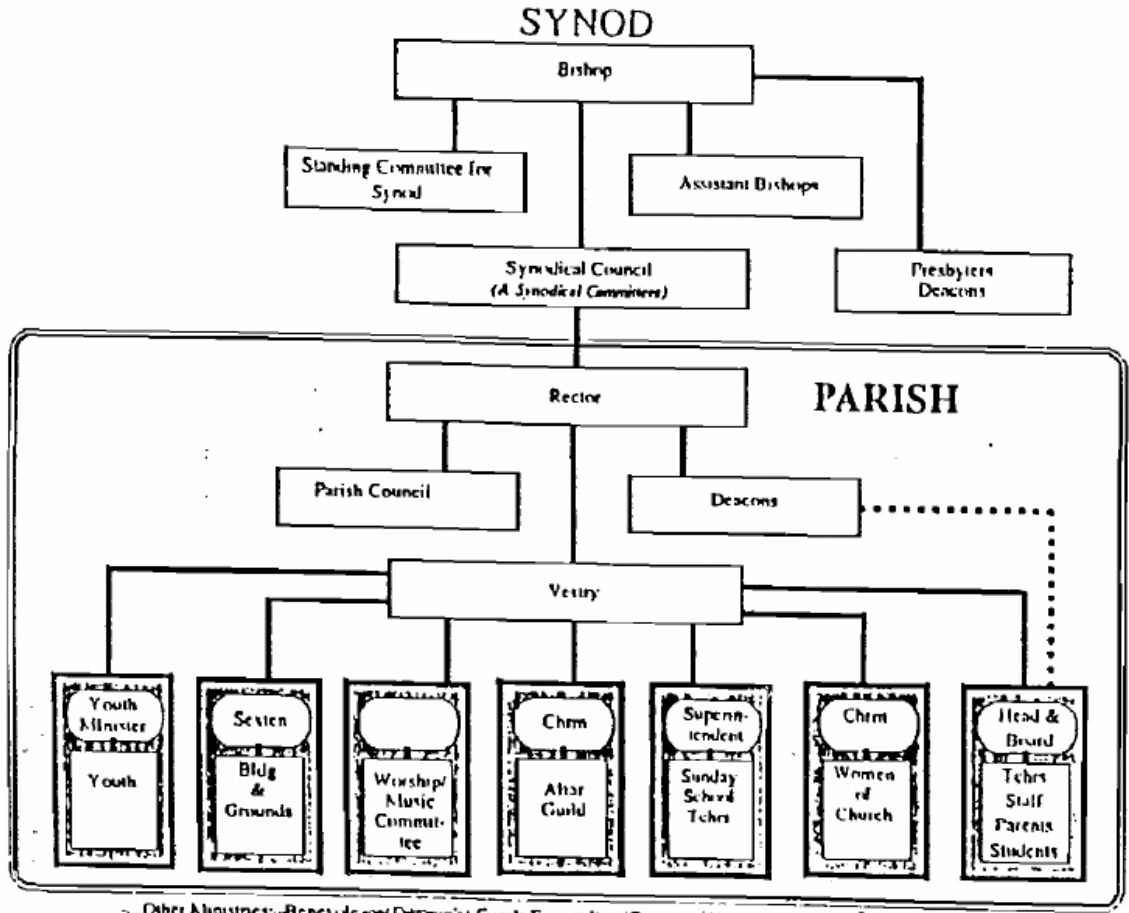 SYNOD
Bishop
Standing Committee for
Synod
Assistant Bishops
Synodical Council
(A Synodical Committee)
Presbyters
Deacons
Rector
PARISH
Parish Council
Deacons
Vestry
Youth
Minister
Youth
Sexten
Bldg
&
Grounds
Worship/
Music
Commit-
tee
Chrm
Altar
Guild
Superin-
tendent
Sunday
School
Tchrs
Chrm
Women
of
Church
Head &
Board
Tchrs
Staff
Parents
Students
Other Ministries: